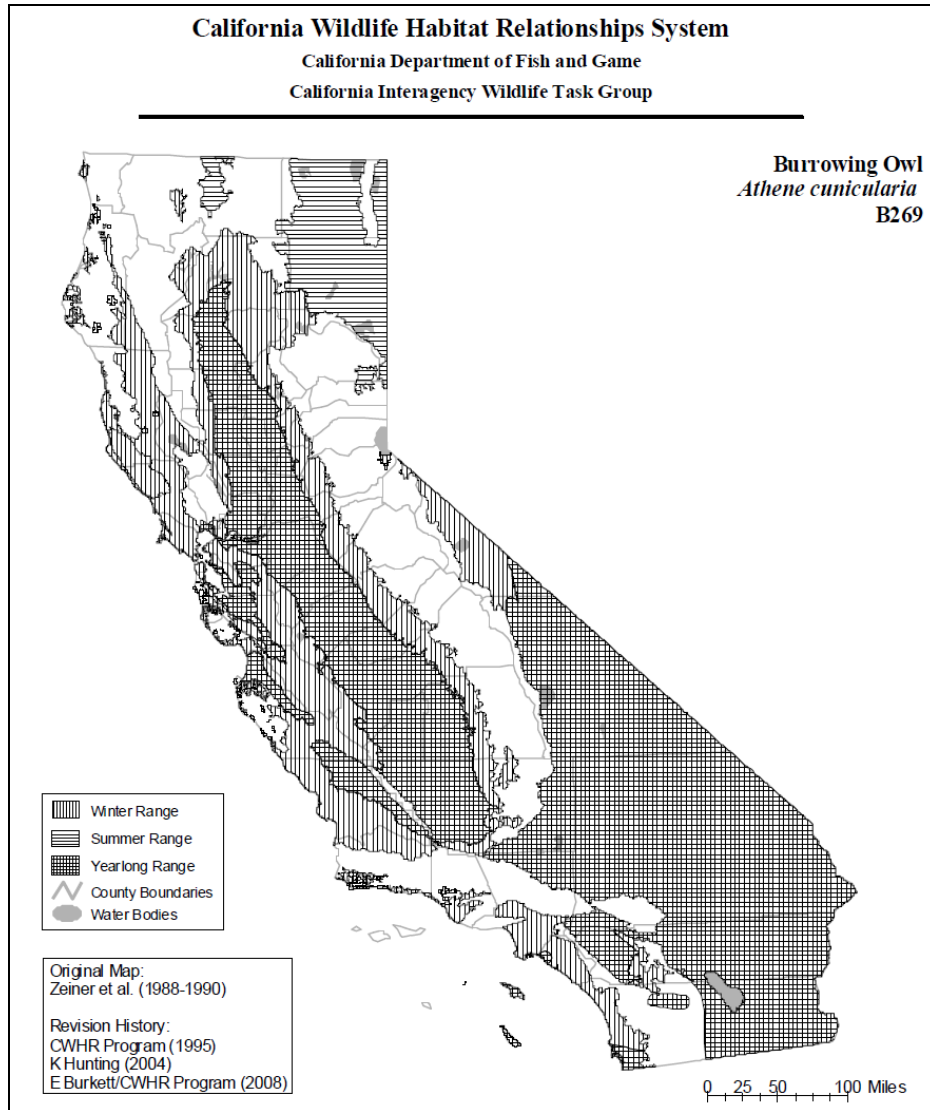 California Wildlife Habitat Relationships System
California Department of Fish and Game
California Interagency Wildlife Task Group
Burrowing Owl
Athene cunicularia
B269
Winter Range
Summer Range
Yearlong Range
County Boundaries
Water Bodies
Original Map:
Zeiner et al. (1988-1990)
Revision History:
CWHR Program (1995)
K Hunting (2004)
E Burkett/CWHR Program (2008)
0 25 50 100 Miles